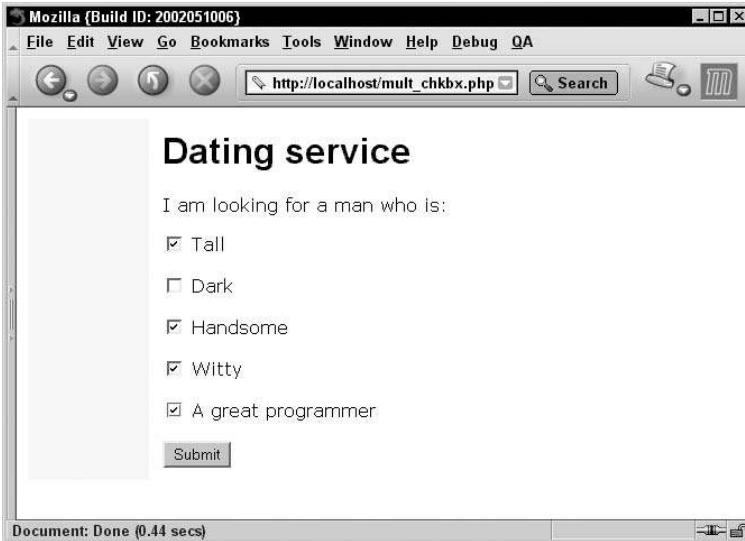 Mozilla {Build ID: 2002051006}
File Edit View Go Bookmarks Tools Window Help Debug QA
http://localhost/mult_chkbx.php Search
Dating service
I am looking for a man who is:
Tall
Dark
Handsome
Witty
A great programmer
Submit
Document: Done (0.44 secs)